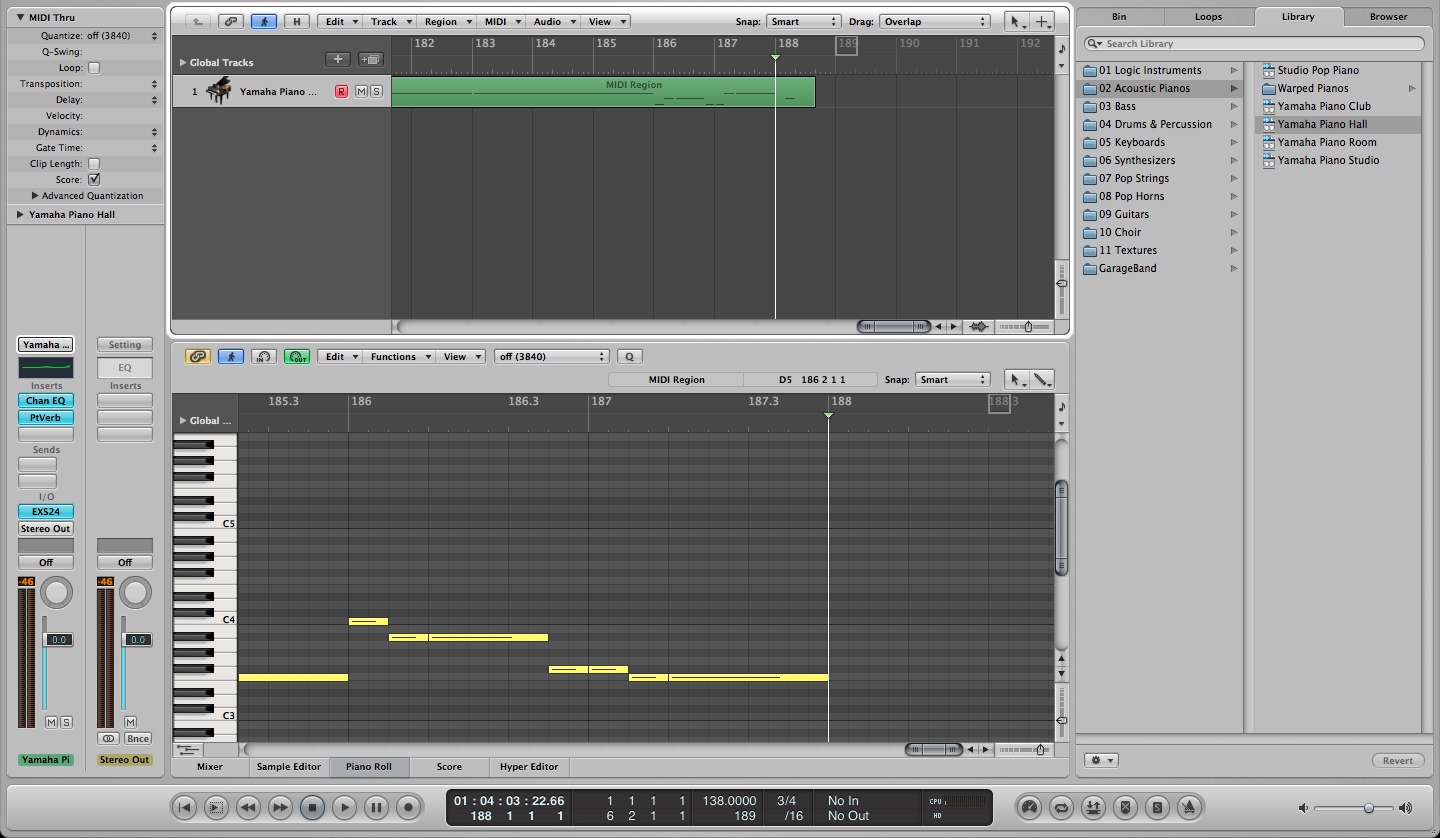 MIDI Thru
Quantize: off (3840)
Q-Swing:
Loop:
Transposition:
Delay:
Velocity:
Dynamics:
Gate Time:
Clip Length:
Score:
Advanced Quantization
Yamaha Piano Hall
Yamaha ... Setting
EQ
Inserts Inserts
Chan EQ
PtVerb
Sends
I/O
EXS24
Stereo Out
Off Off
-46 -46
0.0 0.0
M S M
Bnce
Yamaha Pi Stereo Out
H Edit Track Region MIDI Audio View Snap: Smart Drag: Overlap
182 183 184 185 186 187 188 189 190 191 192
Global Tracks
1 Yamaha Piano ... R M S MIDI Region
IN OUT Edit Functions View off (3840) Q
MIDI Region D5 186 2 1 1 Snap: Smart
185.3 186 186.3 187 187.3 188 188.3
Global ...
C5
C4
C3
Mixer Sample Editor Piano Roll Score Hyper Editor
Bin Loops Library Browser
Search Library
01 Logic Instruments
02 Acoustic Pianos
03 Bass
04 Drums & Percussion
05 Keyboards
06 Synthesizers
07 Pop Strings
08 Pop Horns
09 Guitars
10 Choir
11 Textures
GarageBand
Studio Pop Piano
Warped Pianos
Yamaha Piano Club
Yamaha Piano Hall
Yamaha Piano Room
Yamaha Piano Studio
Revert
01 : 04 : 03 : 22.66 1 1 1 1 138.0000 3/4 No In CPU
188 1 1 1 6 2 1 1 189 /16 No Out HD
S